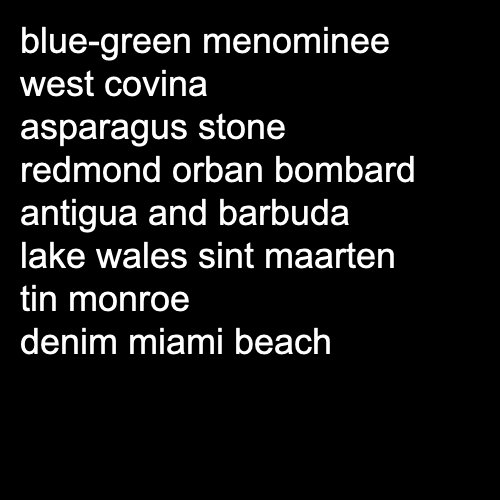 blue-green menominee
west covina
asparagus stone
redmond orban bombard
antigua and barbuda
lake wales sint maarten
tin monroe
denim miami beach